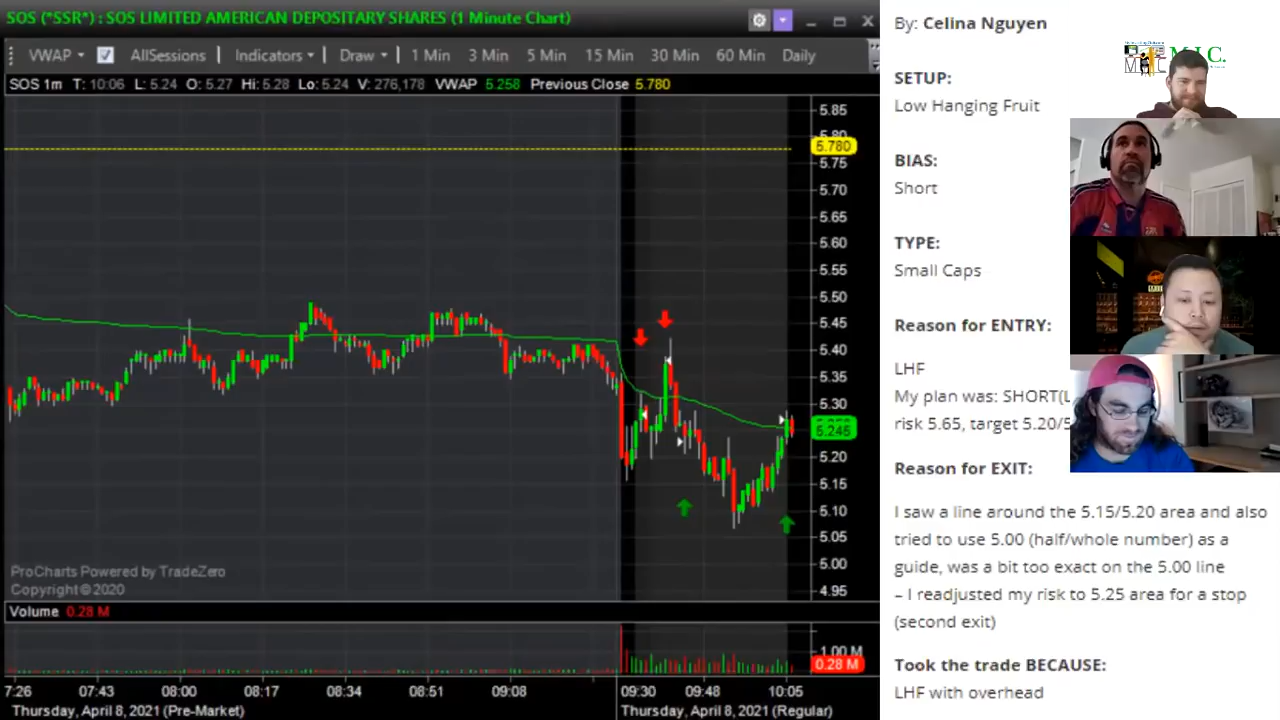 SOS (*SSR*) : SOS LIMITED AMERICAN DEPOSITARY SHARES (1 Minute Chart)
VWAP AllSessions Indicators Draw 1 Min 3 Min 5 Min 15 Min 30 Min 60 Min Daily
SOS 1m T: 10:06 L: 5.24 O: 5.27 Hi: 5.28 Lo: 5.24 V: 276,178 VWAP 5.258 Previous Close 5.780
5.85
5.80
5.780
5.75
5.70
5.65
5.60
5.55
5.50
5.45
5.40
5.35
5.30
5.245
5.20
5.15
5.10
5.05
5.00
4.95
ProCharts Powered by TradeZero
Copyright©2020
Volume 0.28 M
1.00 M
0.28 M
7:26 07:43 08:00 08:17 08:34 08:51 09:08 09:30 09:48 10:05
Thursday, April 8, 2021 (Pre-Market) Thursday, April 8, 2021 (Regular)
By: Celina Nguyen
SETUP:
Low Hanging Fruit
BIAS:
Short
TYPE:
Small Caps
Reason for ENTRY:
LHF
My plan was: SHORT(L
risk 5.65, target 5.20/5
Reason for EXIT:
I saw a line around the 5.15/5.20 area and also
tried to use 5.00 (half/whole number) as a
guide, was a bit too exact on the 5.00 line
– I readjusted my risk to 5.25 area for a stop
(second exit)
Took the trade BECAUSE:
LHF with overhead